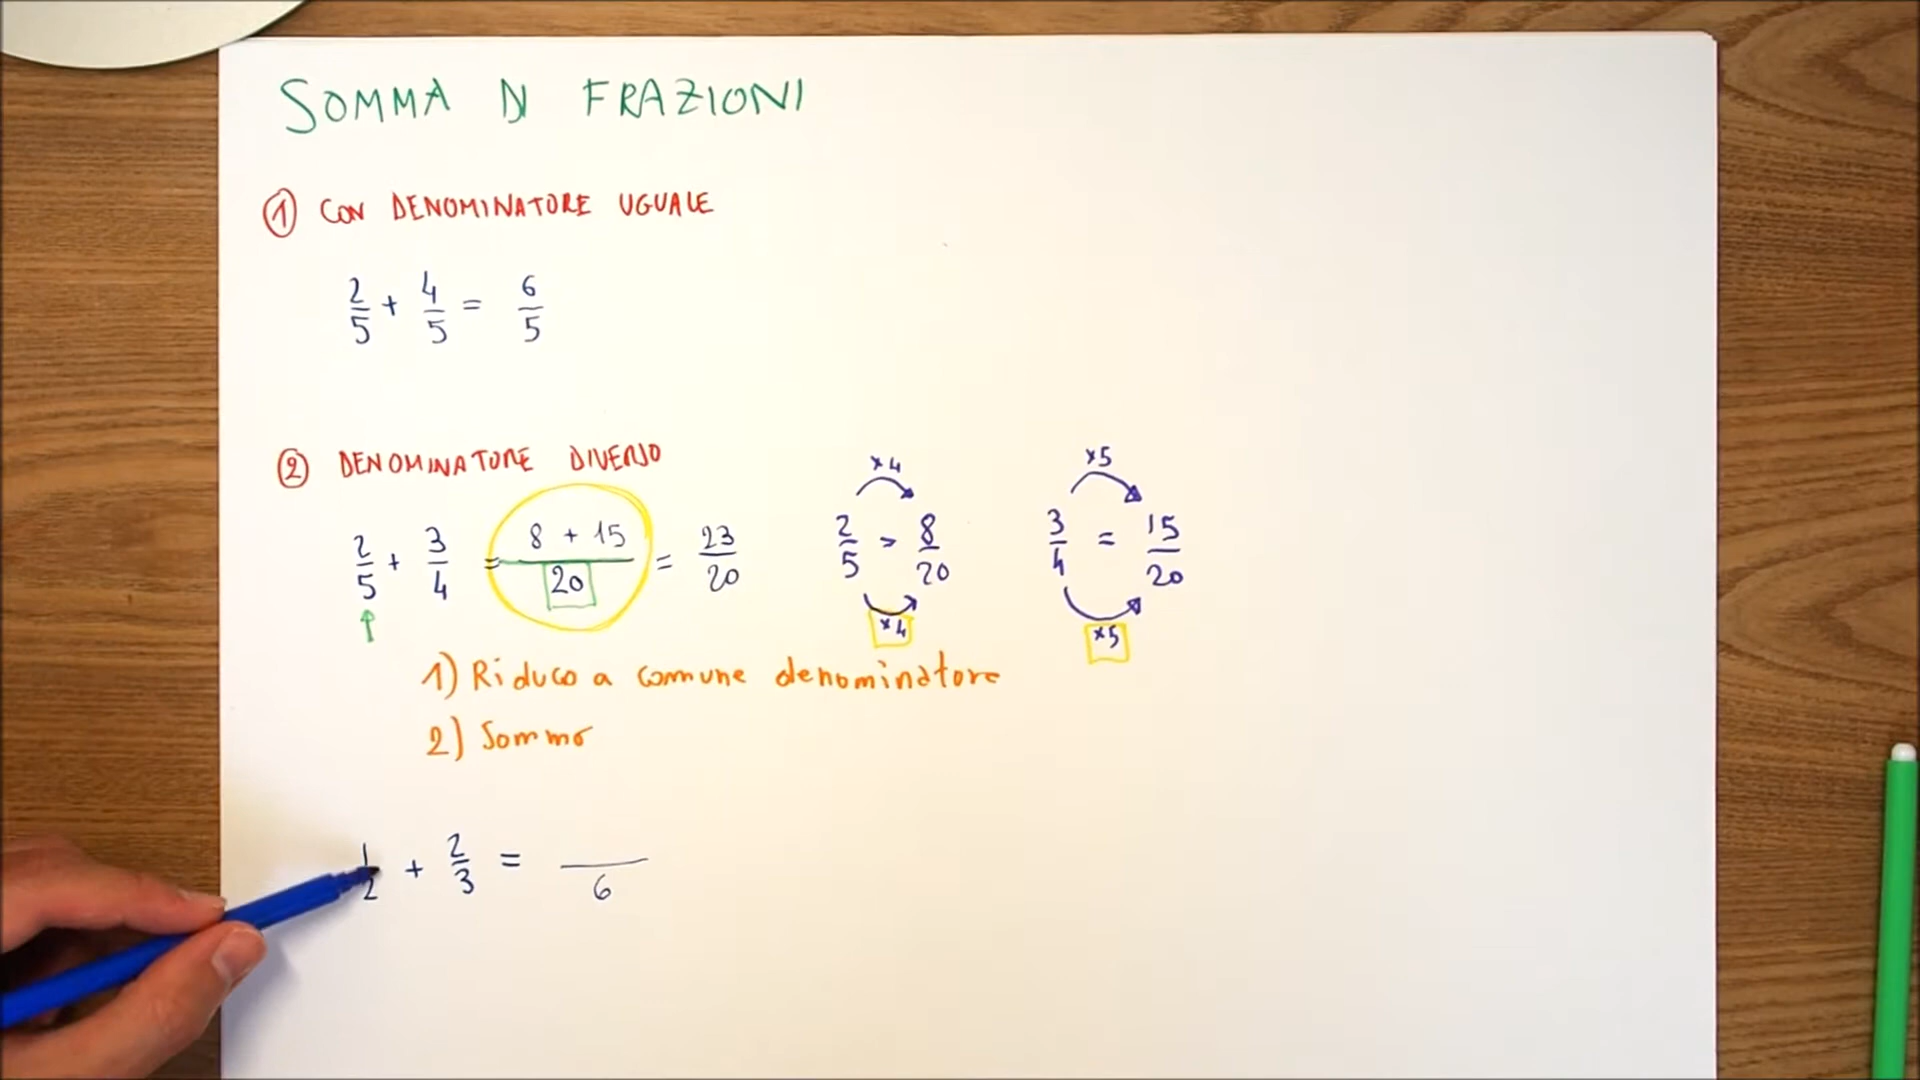 SOMMA DI FRAZIONI
① CON DENOMINATORE UGUALE
2/5 + 4/5 = 6/5
② DENOMINATORE DIVERSO
×4 ×5
2/5 + 3/4 = 8 + 15/20 = 23/20 2/5 = 8/20 3/4 = 15/20
×4 ×5
1) Riduco a comune denominatore
2) Sommo
1/2 + 2/3 = /6